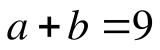 a + b = 9